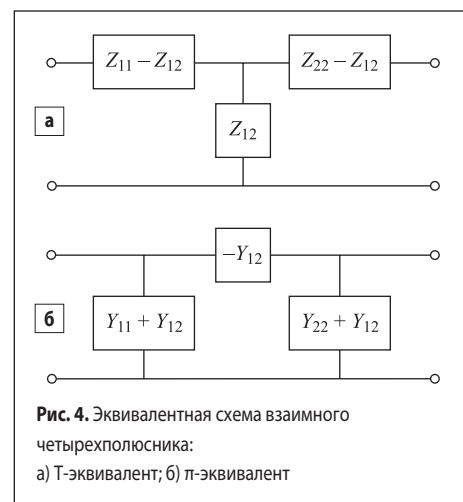 Z₁₁ – Z₁₂ Z₂₂ – Z₁₂
а
Z₁₂
–Y₁₂
б
Y₁₁ + Y₁₂ Y₂₂ + Y₁₂
Рис. 4. Эквивалентная схема взаимного
четырехполюсника:
а) Т-эквивалент; б) π-эквивалент